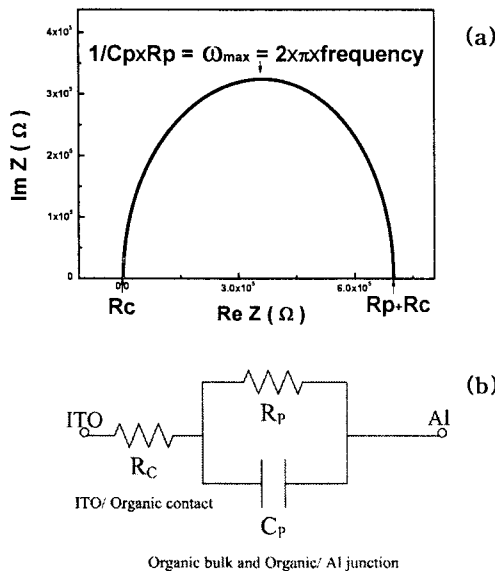 (a)
1/CpxRp = ωmax = 2xπxfrequency
4x10⁵
3x10⁵
2x10⁵
1x10⁵
0
Im Z ( Ω )
0.0
3.0x10⁵
6.0x10⁵
Rc
Re Z ( Ω )
Rp+Rc
(b)
ITO
RC
RP
CP
Al
ITO/ Organic contact
Organic bulk and Organic/ Al junction